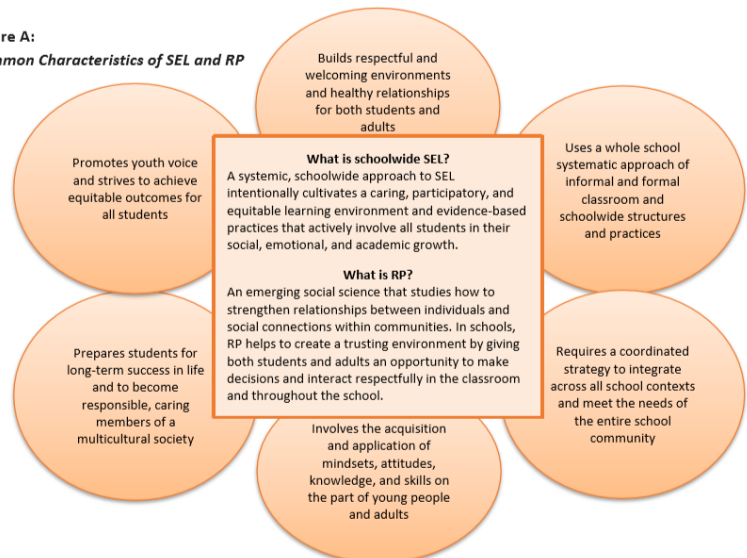 re A:
mmon Characteristics of SEL and RP
Builds respectful and
welcoming environments
and healthy relationships
for both students and
adults
Uses a whole school
systematic approach of
informal and formal
classroom and
schoolwide structures
and practices
Requires a coordinated
strategy to integrate
across all school contexts
and meet the needs of
the entire school
community
Involves the acquisition
and application of
mindsets, attitudes,
knowledge, and skills on
the part of young people
and adults
Prepares students for
long-term success in life
and to become
responsible, caring
members of a
multicultural society
Promotes youth voice
and strives to achieve
equitable outcomes for
all students
What is schoolwide SEL?
A systemic, schoolwide approach to SEL
intentionally cultivates a caring, participatory, and
equitable learning environment and evidence-based
practices that actively involve all students in their
social, emotional, and academic growth.
What is RP?
An emerging social science that studies how to
strengthen relationships between individuals and
social connections within communities. In schools,
RP helps to create a trusting environment by giving
both students and adults an opportunity to make
decisions and interact respectfully in the classroom
and throughout the school.